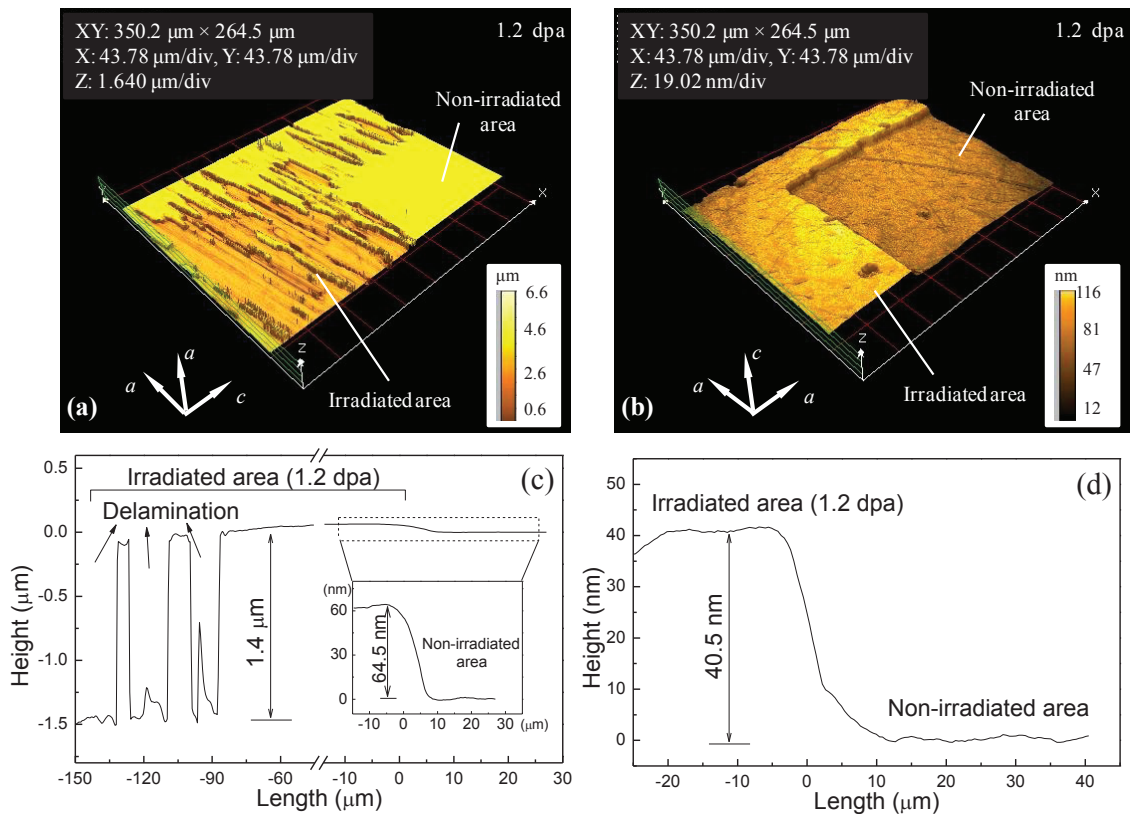 XY: 350.2 μm × 264.5 μm
X: 43.78 μm/div, Y: 43.78 μm/div
Z: 1.640 μm/div
1.2 dpa
Non-irradiated
area
X
Z
μm
6.6
4.6
2.6
0.6
a
a
c
Irradiated area
(a)
XY: 350.2 μm × 264.5 μm
X: 43.78 μm/div, Y: 43.78 μm/div
Z: 19.02 nm/div
1.2 dpa
Non-irradiated
area
X
Z
nm
116
81
47
12
c
a
a
Irradiated area
(b)
(c)
Irradiated area (1.2 dpa)
Delamination
1.4 μm
(nm)
60
30
0
64.5 nm
Non-irradiated
area
-10 0 10 20 30 (μm)
0.5
0.0
-0.5
-1.0
-1.5
Height (μm)
-150 -120 -90 -60 -10 0 10 20 30
Length (μm)
(d)
Irradiated area (1.2 dpa)
40.5 nm
Non-irradiated area
50
40
30
20
10
0
Height (nm)
-20 -10 0 10 20 30 40
Length (μm)